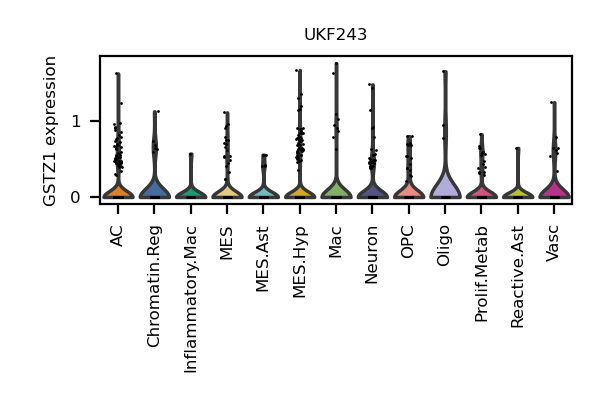 UKF243
GSTZ1 expression
1
0
AC
Chromatin.Reg
Inflammatory.Mac
MES
MES.Ast
MES.Hyp
Mac
Neuron
OPC
Oligo
Prolif.Metab
Reactive.Ast
Vasc